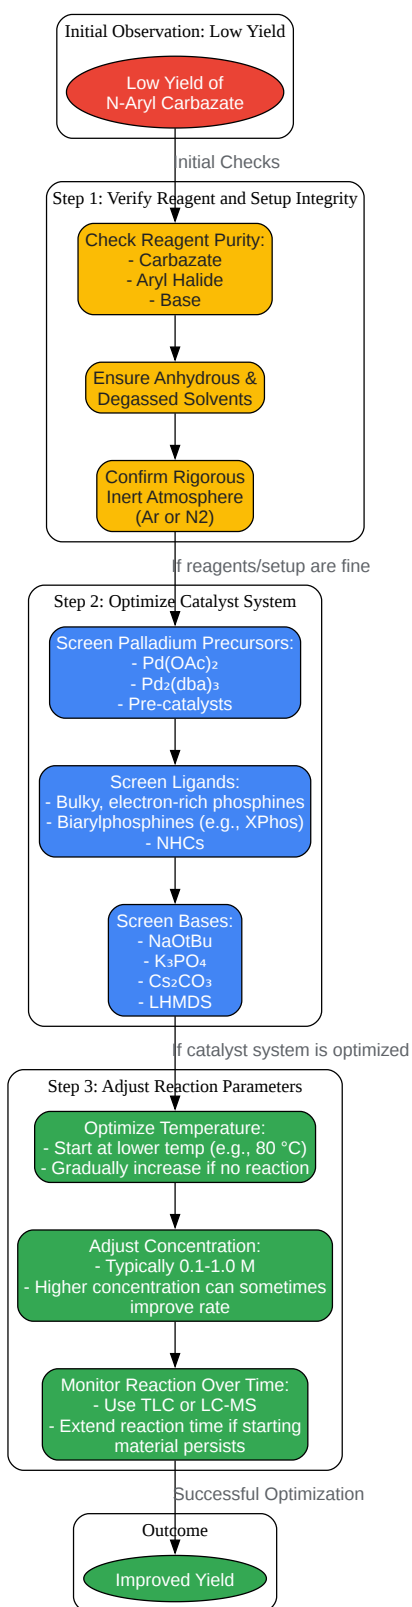 Initial Observation: Low Yield
Low Yield of
N-Aryl Carbazate
Initial Checks
Step 1: Verify Reagent and Setup Integrity
Check Reagent Purity:
- Carbazate
- Aryl Halide
- Base
Ensure Anhydrous &
Degassed Solvents
Confirm Rigorous
Inert Atmosphere
(Ar or N2)
If reagents/setup are fine
Step 2: Optimize Catalyst System
Screen Palladium Precursors:
- Pd(OAc)₂
- Pd₂(dba)₃
- Pre-catalysts
Screen Ligands:
- Bulky, electron-rich phosphines
- Biarylphosphines (e.g., XPhos)
- NHCs
Screen Bases:
- NaOtBu
- K₃PO₄
- Cs₂CO₃
- LHMDS
If catalyst system is optimized
Step 3: Adjust Reaction Parameters
Optimize Temperature:
- Start at lower temp (e.g., 80 °C)
- Gradually increase if no reaction
Adjust Concentration:
- Typically 0.1-1.0 M
- Higher concentration can sometimes
improve rate
Monitor Reaction Over Time:
- Use TLC or LC-MS
- Extend reaction time if starting
material persists
Successful Optimization
Outcome
Improved Yield